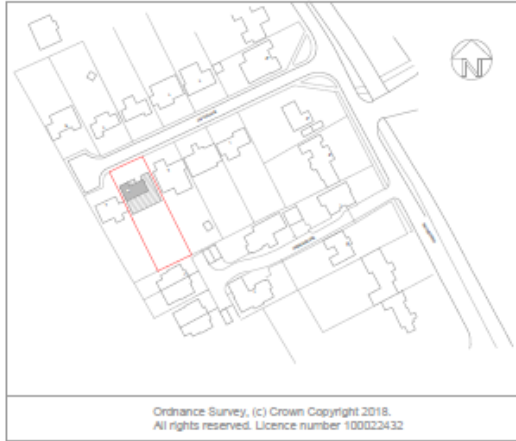 N
Ordnance Survey, (c) Crown Copyright 2018.
All rights reserved. Licence number 100022432